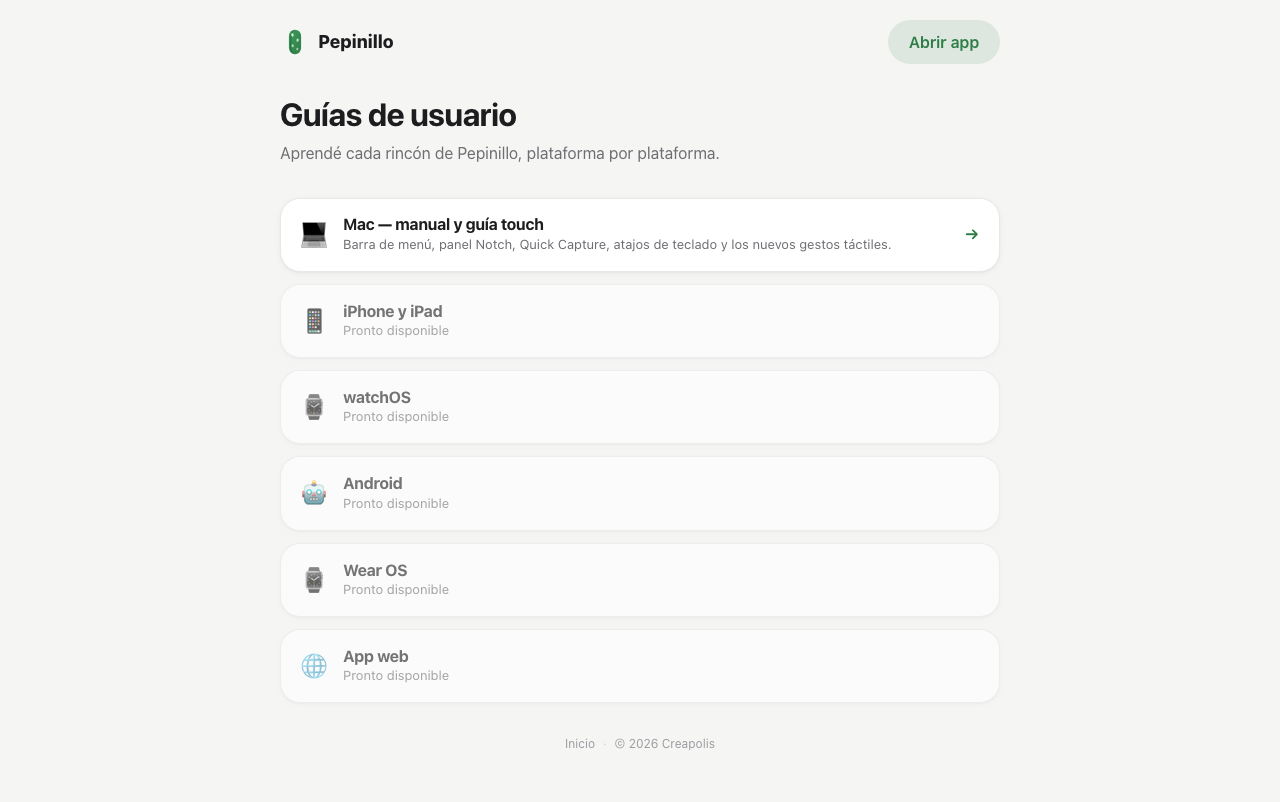 Pepinillo
Abrir app
Guías de usuario
Aprendé cada rincón de Pepinillo, plataforma por plataforma.
Mac — manual y guía touch
Barra de menú, panel Notch, Quick Capture, atajos de teclado y los nuevos gestos táctiles.
→
iPhone y iPad
Pronto disponible
watchOS
Pronto disponible
Android
Pronto disponible
Wear OS
Pronto disponible
App web
Pronto disponible
Inicio · © 2026 Creapolis